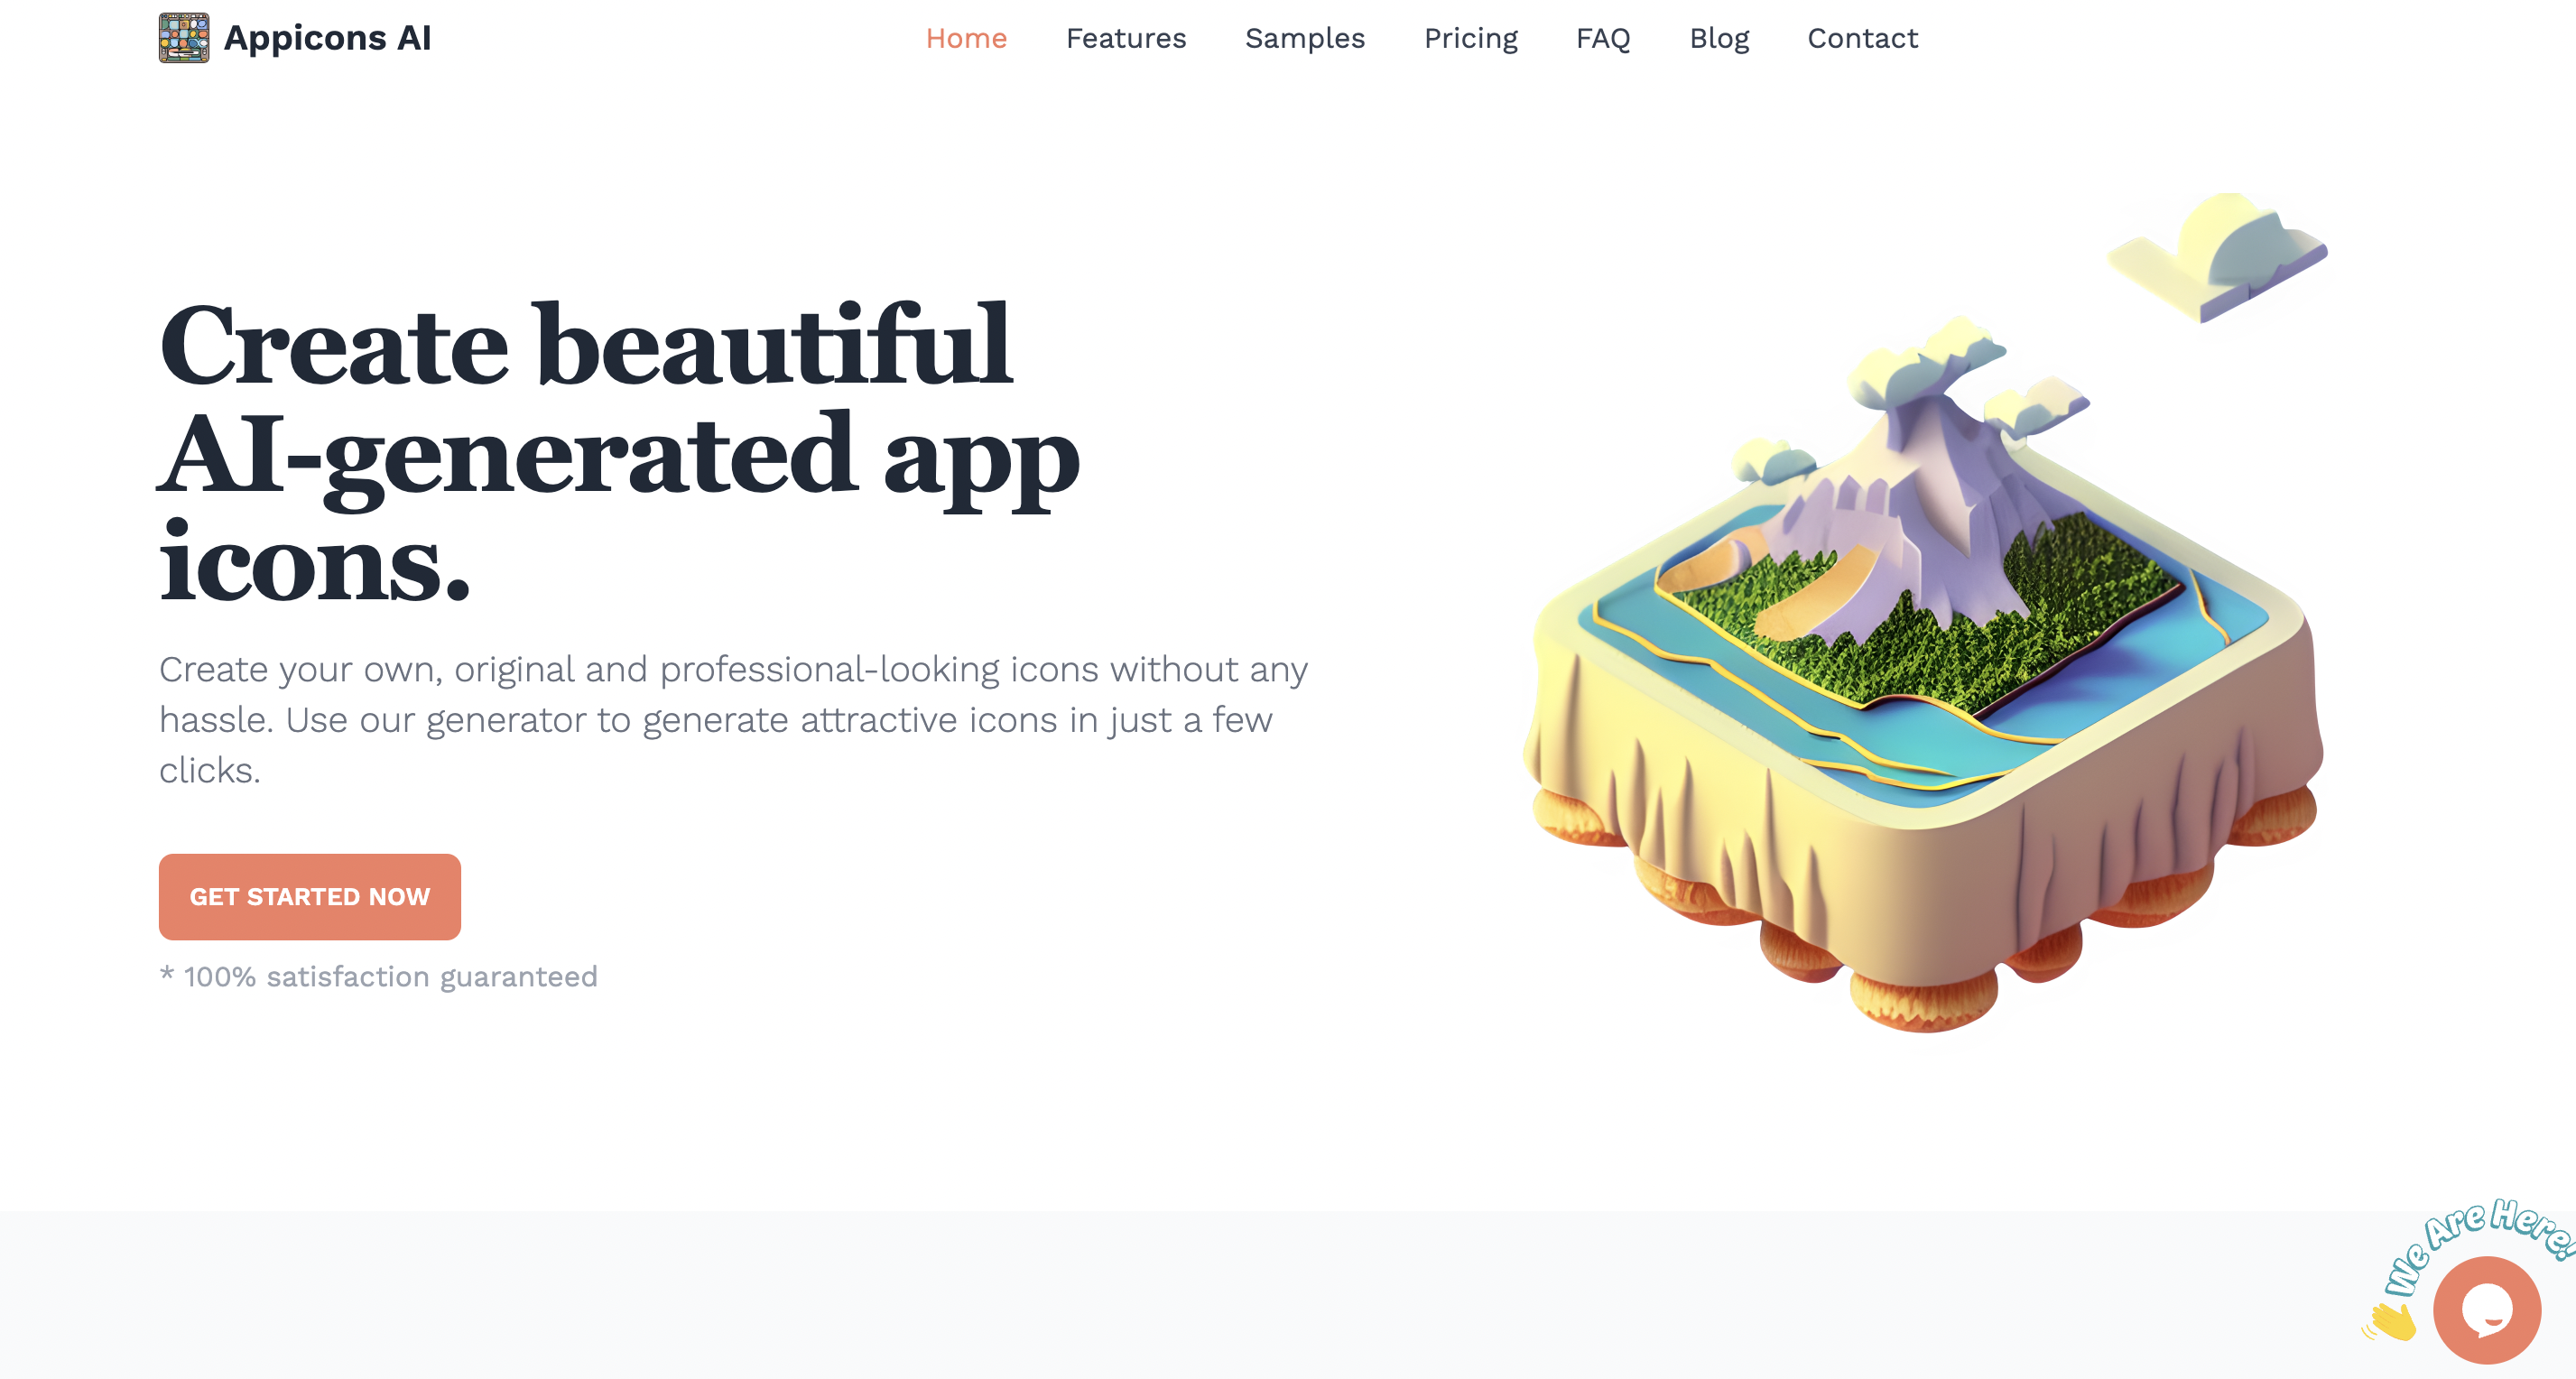 Appicons AI
Home
Features
Samples
Pricing
FAQ
Blog
Contact
Create beautiful
AI-generated app
icons.
Create your own, original and professional-looking icons without any
hassle. Use our generator to generate attractive icons in just a few
clicks.
GET STARTED NOW
* 100% satisfaction guaranteed
We Are Here!